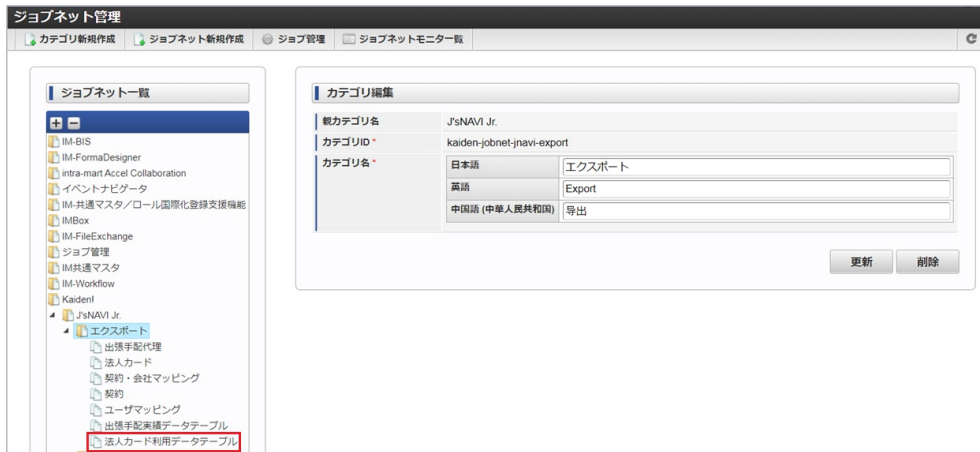 ジョブネット管理
カテゴリ新規作成 ジョブネット新規作成 ジョブ管理 ジョブネットモニター覧
ジョブネット一覧
IM-BIS
IM-FormaDesigner
intra-mart Accel Collaboration
イベントナビゲータ
IM-共通マスタ／ロール国際化登録支援機能
IMBox
IM-FileExchange
ジョブ管理
IM共通マスタ
IM-Workflow
Kaiden!
J'sNAVI Jr.
エクスポート
出張手配代理
法人カード
契約・会社マッピング
契約
ユーザマッピング
出張手配実績データテーブル
法人カード利用データテーブル
カテゴリ編集
親カテゴリ名 J'sNAVI Jr.
カテゴリID * kaiden-jobnet-jnavi-export
カテゴリ名 * 日本語 エクスポート
英語 Export
中国語 (中華人民共和国) 导出
更新 削除